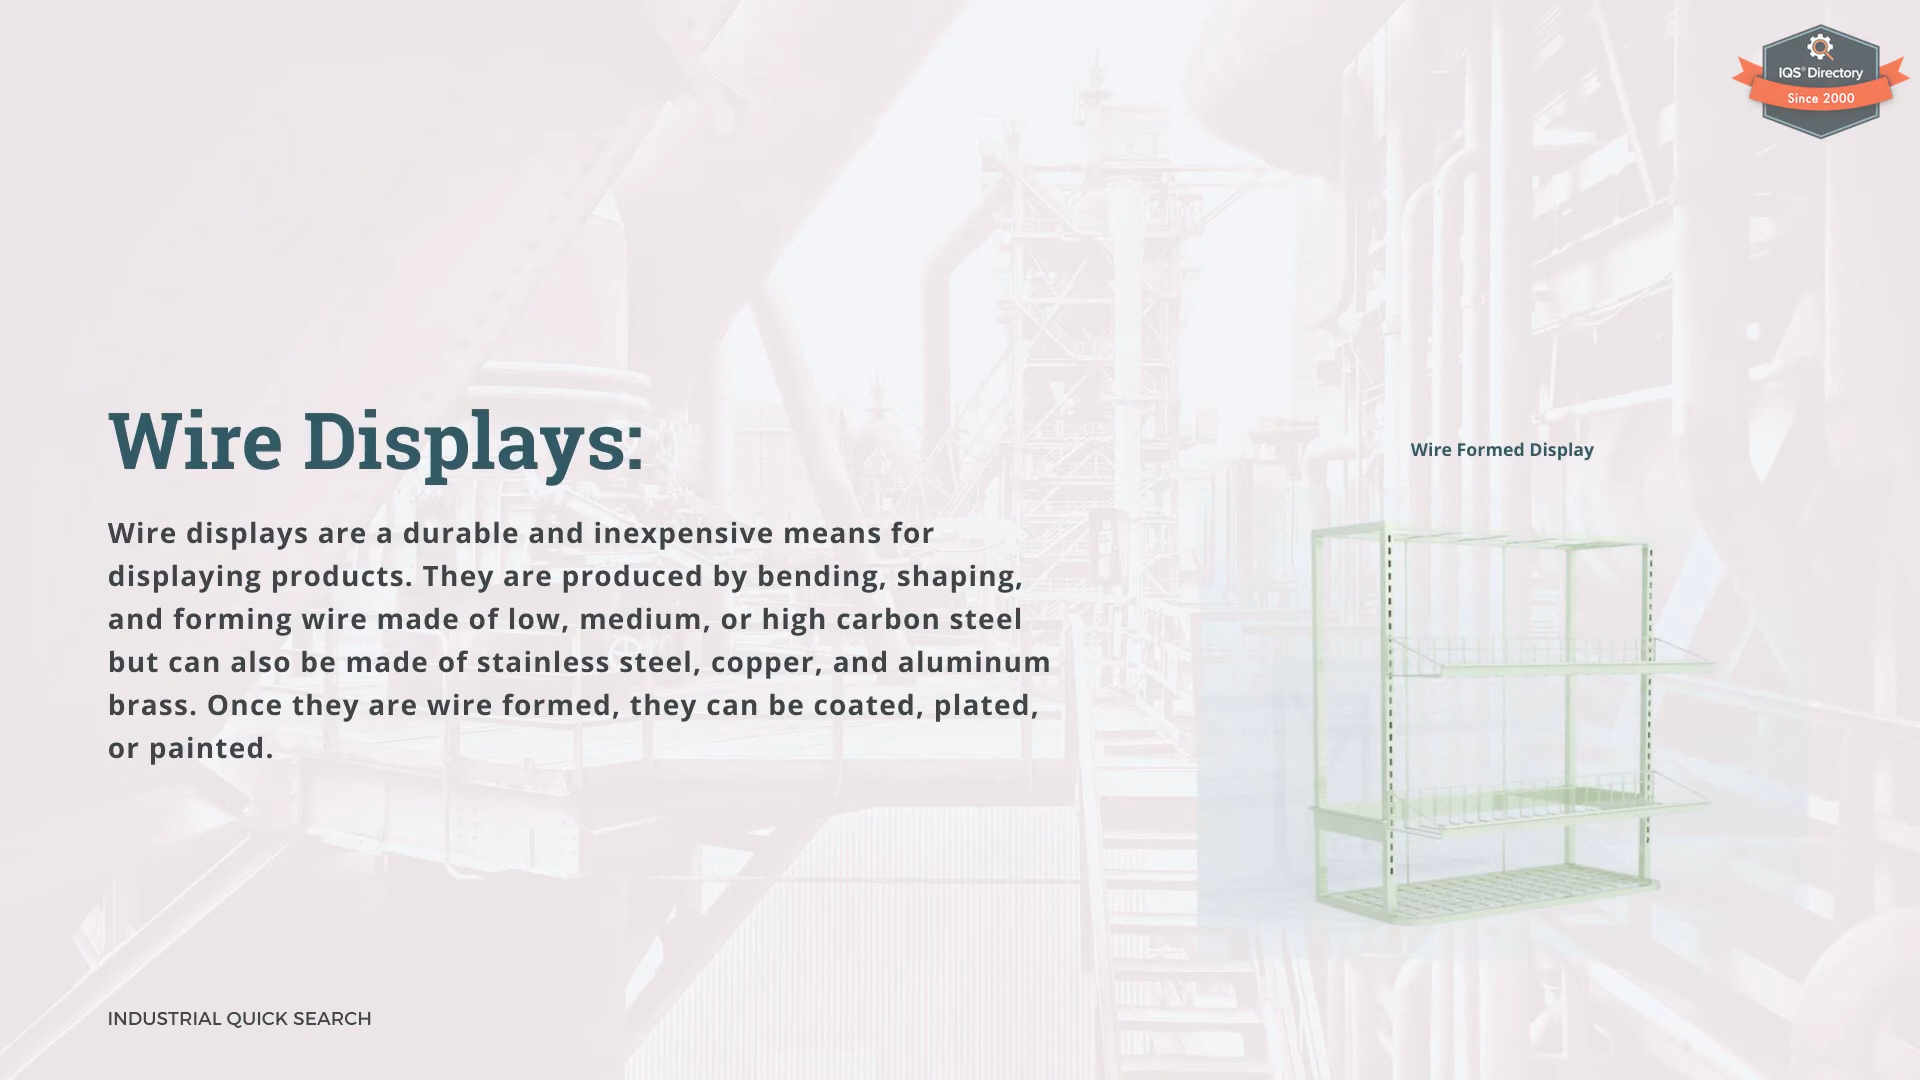 IQS® Directory
Since 2000
Wire Displays:
Wire displays are a durable and inexpensive means for
displaying products. They are produced by bending, shaping,
and forming wire made of low, medium, or high carbon steel
but can also be made of stainless steel, copper, and aluminum
brass. Once they are wire formed, they can be coated, plated,
or painted.
Wire Formed Display
INDUSTRIAL QUICK SEARCH